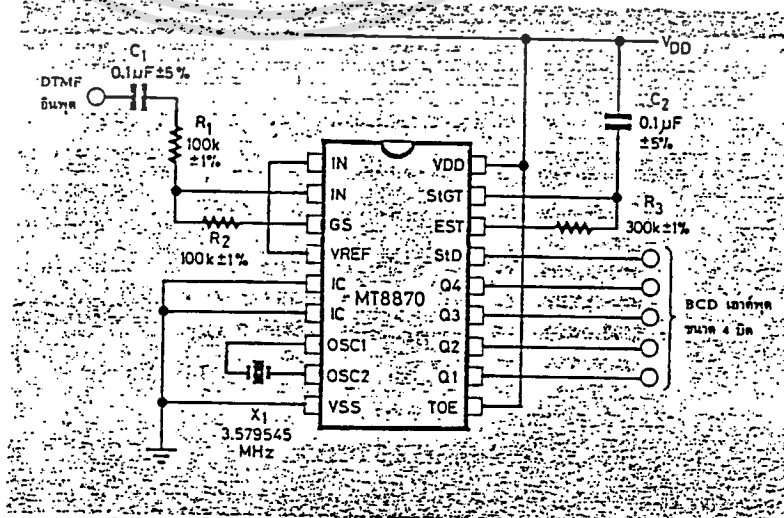 C1
0.1µF±5%
DTMF
อินพุต
R1
100k
±1%
R2
100k±1%
IN
IN
GS
VREF
IC
IC
OSC1
OSC2
VSS
MT8870
VDD
StGT
EST
StD
Q4
Q3
Q2
Q1
TOE
X1
3.579545
MHz
VDD
C2
0.1µF
±5%
R3
300k±1%
BCD เอาต์พุต
ขนาด 4 บิต